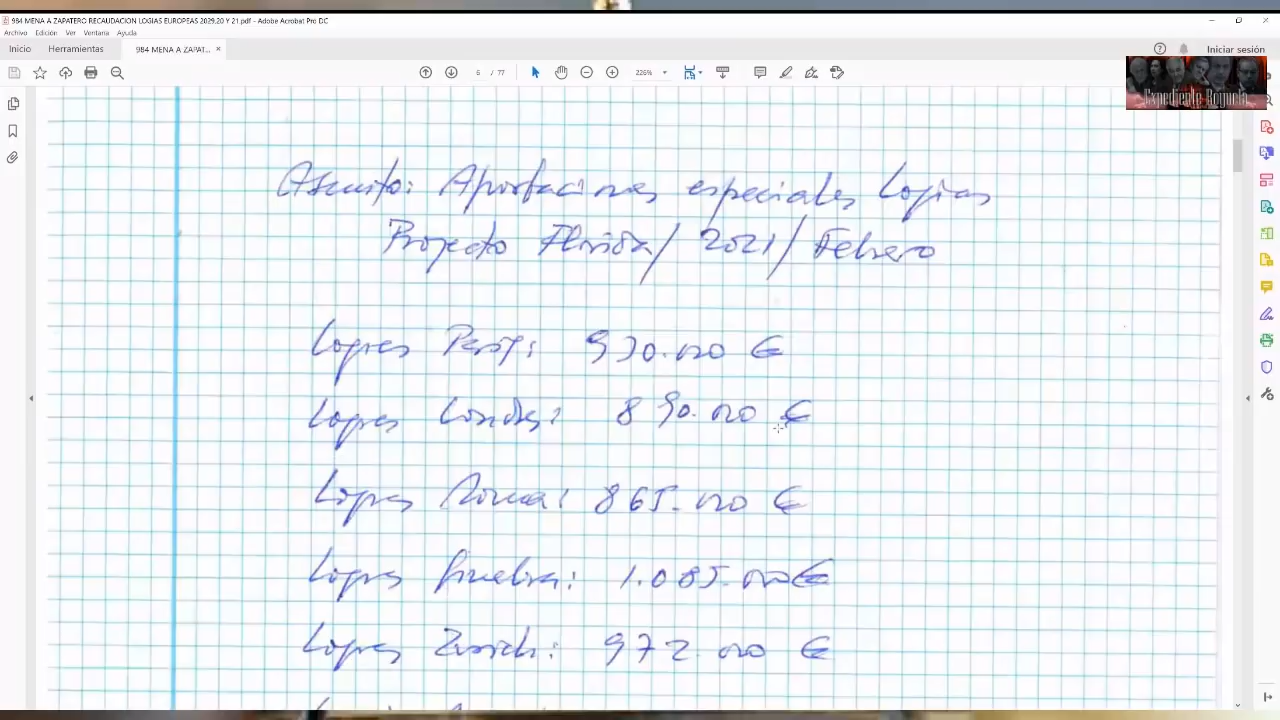 984 MENA A ZAPATERO RECAUDACION LOGIAS EUROPEAS 2029.20 Y 21.pdf - Adobe Acrobat Pro DC
Archivo Edición Ver Ventana Ayuda
Inicio Herramientas 984 MENA A ZAPAT... × Iniciar sesión
6 / 77 226%
Expediente Royuela
Asunto: Aportaciones especiales Logias
Proyecto Florida / 2021 / Febrero
Logias París: 930.000 €
Logias Londres: 890.000 €
Logias Roma: 865.000 €
Logias Ginebra: 1.085.000 €
Logias Zurich: 972.000 €